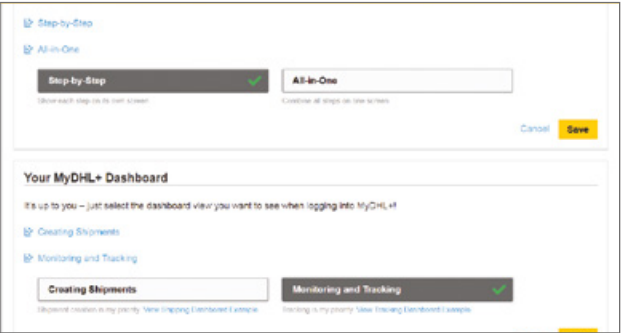 Step-by-Step
All-in-One
Step-by-Step
All-in-One
Show each step on its own screen
Combine all steps on one screen
Cancel
Save
Your MyDHL+ Dashboard
It's up to you – just select the dashboard view you want to see when logging into MyDHL+!
Creating Shipments
Monitoring and Tracking
Creating Shipments
Monitoring and Tracking
Shipment creation is my priority View Shipping Dashboard Example
Tracking is my priority View Tracking Dashboard Example